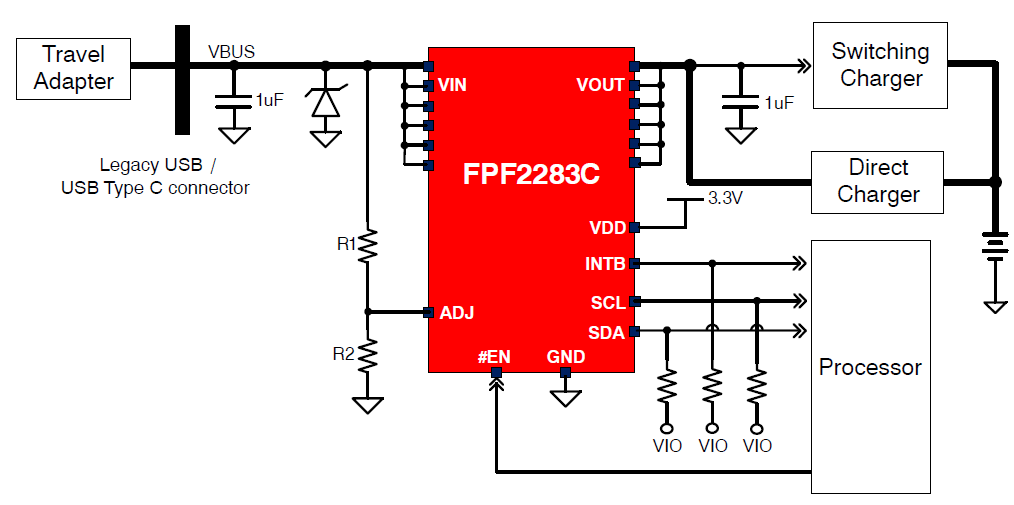 Travel
Adapter
VBUS
1uF
Legacy USB /
USB Type C connector
R1
R2
VIN
ADJ
#EN
GND
FPF2283C
VOUT
VDD
INTB
SCL
SDA
3.3V
1uF
Switching
Charger
Direct
Charger
Processor
VIO
VIO
VIO